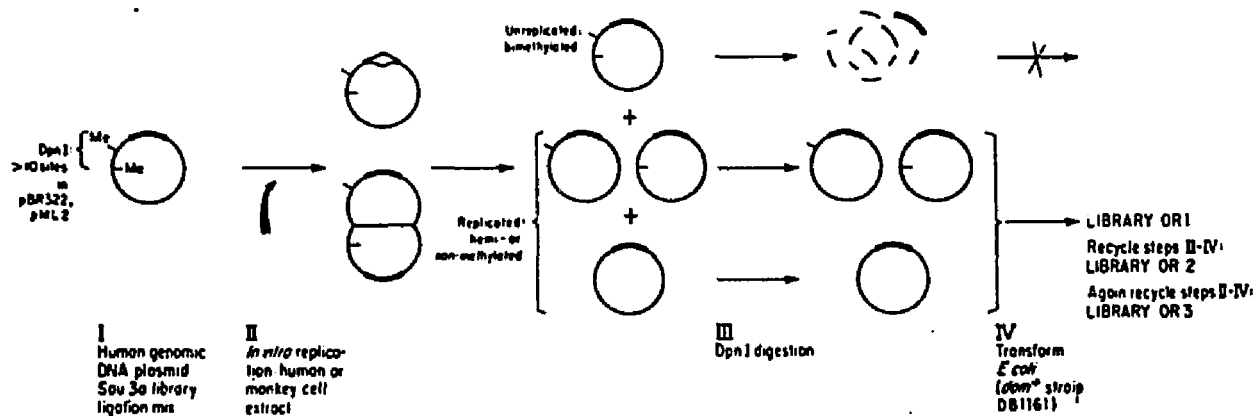 Unreplicated:
bimethylated
DpnI:
>10 sites
in
pBR322,
pML2
Me
Me
Replicated:
hemi- or
non-methylated
+
+
LIBRARY OR1
Recycle steps II-IV:
LIBRARY OR 2
Again recycle steps II-IV:
LIBRARY OR 3
I
Human genomic
DNA plasmid
Sau 3a library
ligation mix
II
In vitro replica-
tion: human or
monkey cell
extract
III
Dpn I digestion
IV
Transform
E coli
(dam+ strain
DB1161)